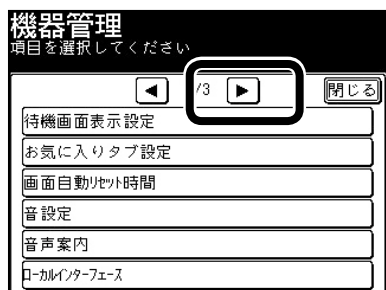 機器管理
項目を選択してください
◀ /3 ▶ 閉じる
待機画面表示設定
お気に入りタブ設定
画面自動ﾘｾｯﾄ時間
音設定
音声案内
ﾛｰｶﾙｲﾝﾀｰﾌｪｰｽ